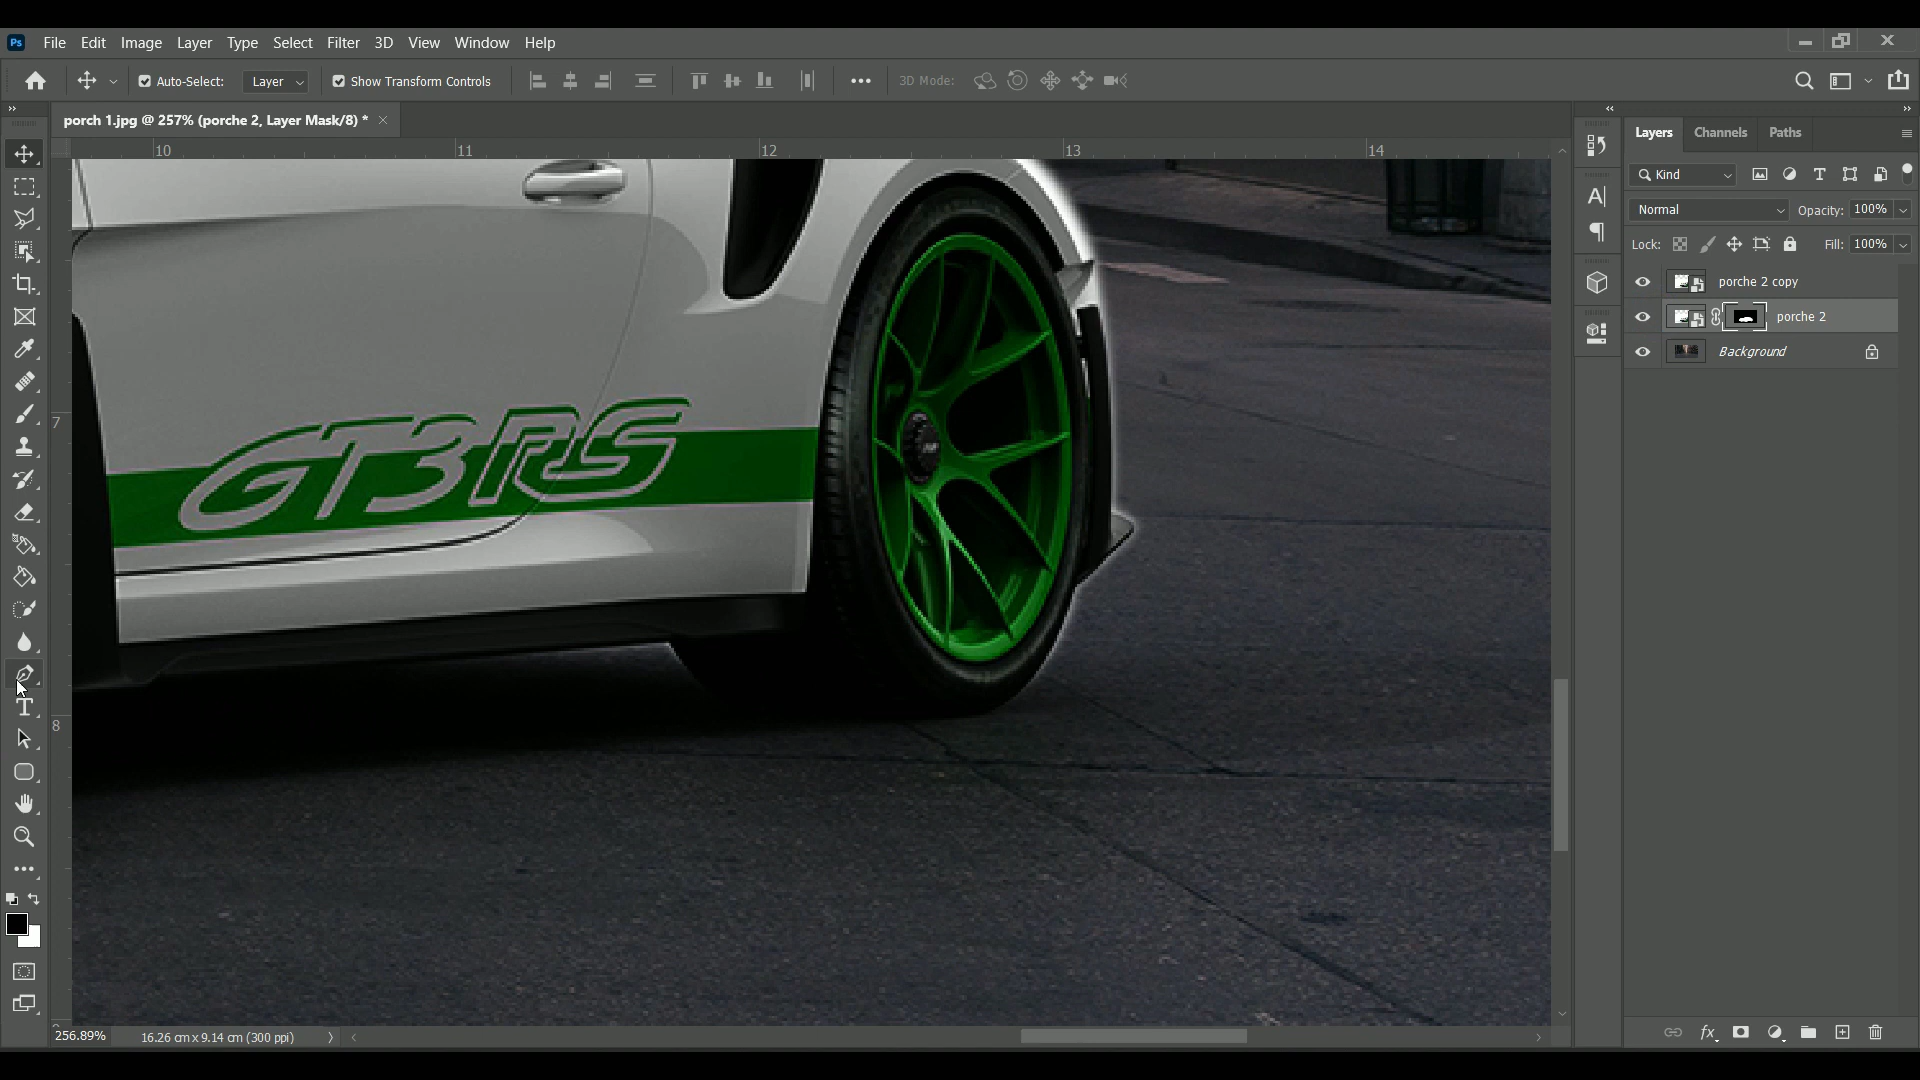 Ps File Edit Image Layer Type Select Filter 3D View Window Help
Auto-Select: Layer Show Transform Controls 3D Mode:
porch 1.jpg @ 257% (porche 2, Layer Mask/8) *
10 11 12 13 14
7
8
GT3RS
256.89% 16.26 cm x 9.14 cm (300 ppi)
Layers Channels Paths
Kind
Normal Opacity: 100%
Lock: Fill: 100%
porche 2 copy
porche 2
Background
fx